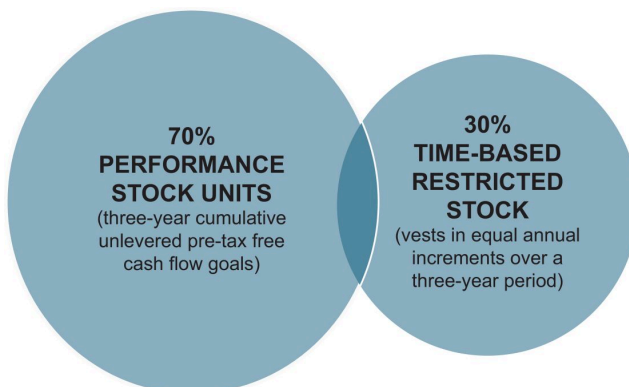 70%
PERFORMANCE
STOCK UNITS
(three-year cumulative
unlevered pre-tax free
cash flow goals)
30%
TIME-BASED
RESTRICTED
STOCK
(vests in equal annual
increments over a
three-year period)